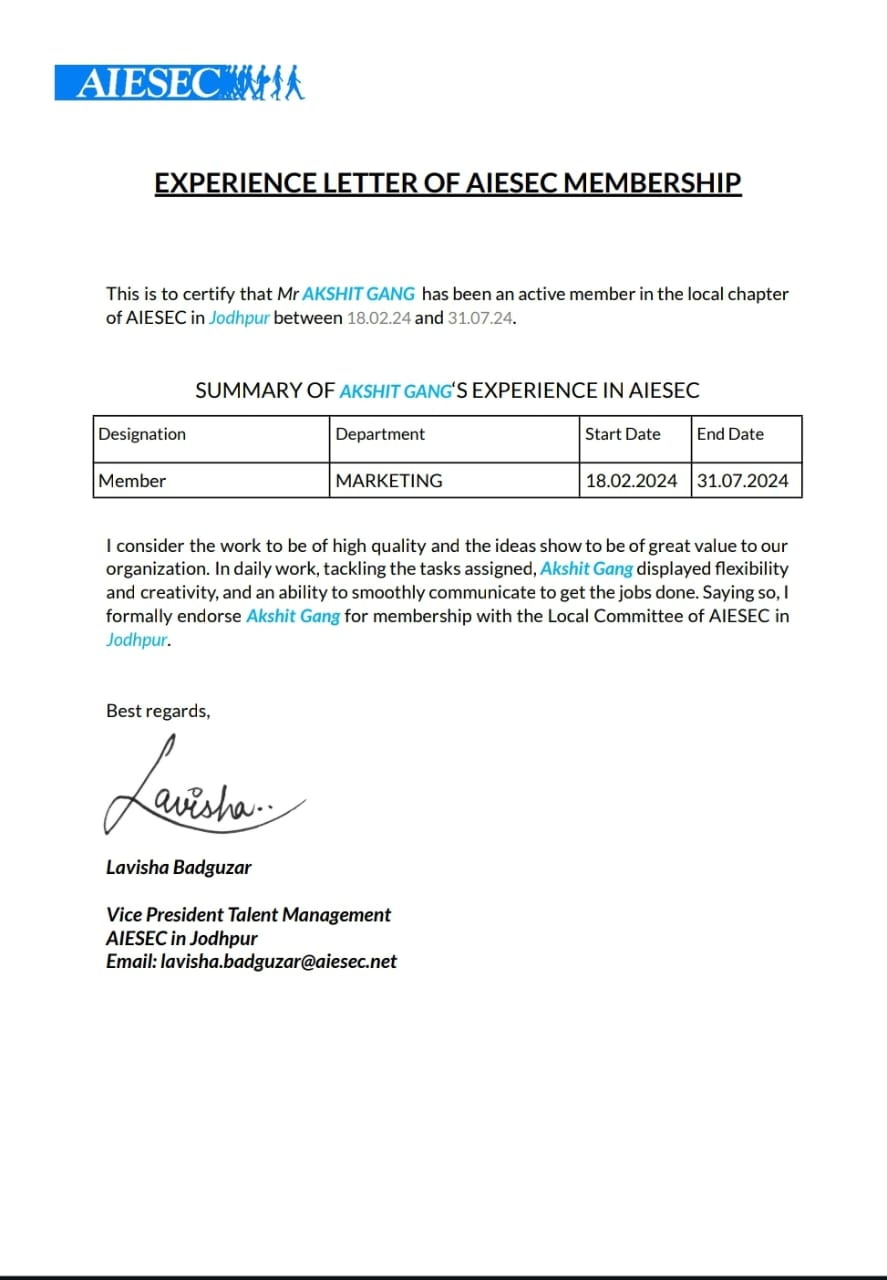 AIESEC
EXPERIENCE LETTER OF AIESEC MEMBERSHIP
This is to certify that Mr AKSHIT GANG has been an active member in the local chapter
of AIESEC in Jodhpur between 18.02.24 and 31.07.24.
SUMMARY OF AKSHIT GANG‘S EXPERIENCE IN AIESEC
Designation Department Start Date End Date
Member MARKETING 18.02.2024 31.07.2024
I consider the work to be of high quality and the ideas show to be of great value to our
organization. In daily work, tackling the tasks assigned, Akshit Gang displayed flexibility
and creativity, and an ability to smoothly communicate to get the jobs done. Saying so, I
formally endorse Akshit Gang for membership with the Local Committee of AIESEC in
Jodhpur.
Best regards,
Lavisha..
Lavisha Badguzar
Vice President Talent Management
AIESEC in Jodhpur
Email: lavisha.badguzar@aiesec.net